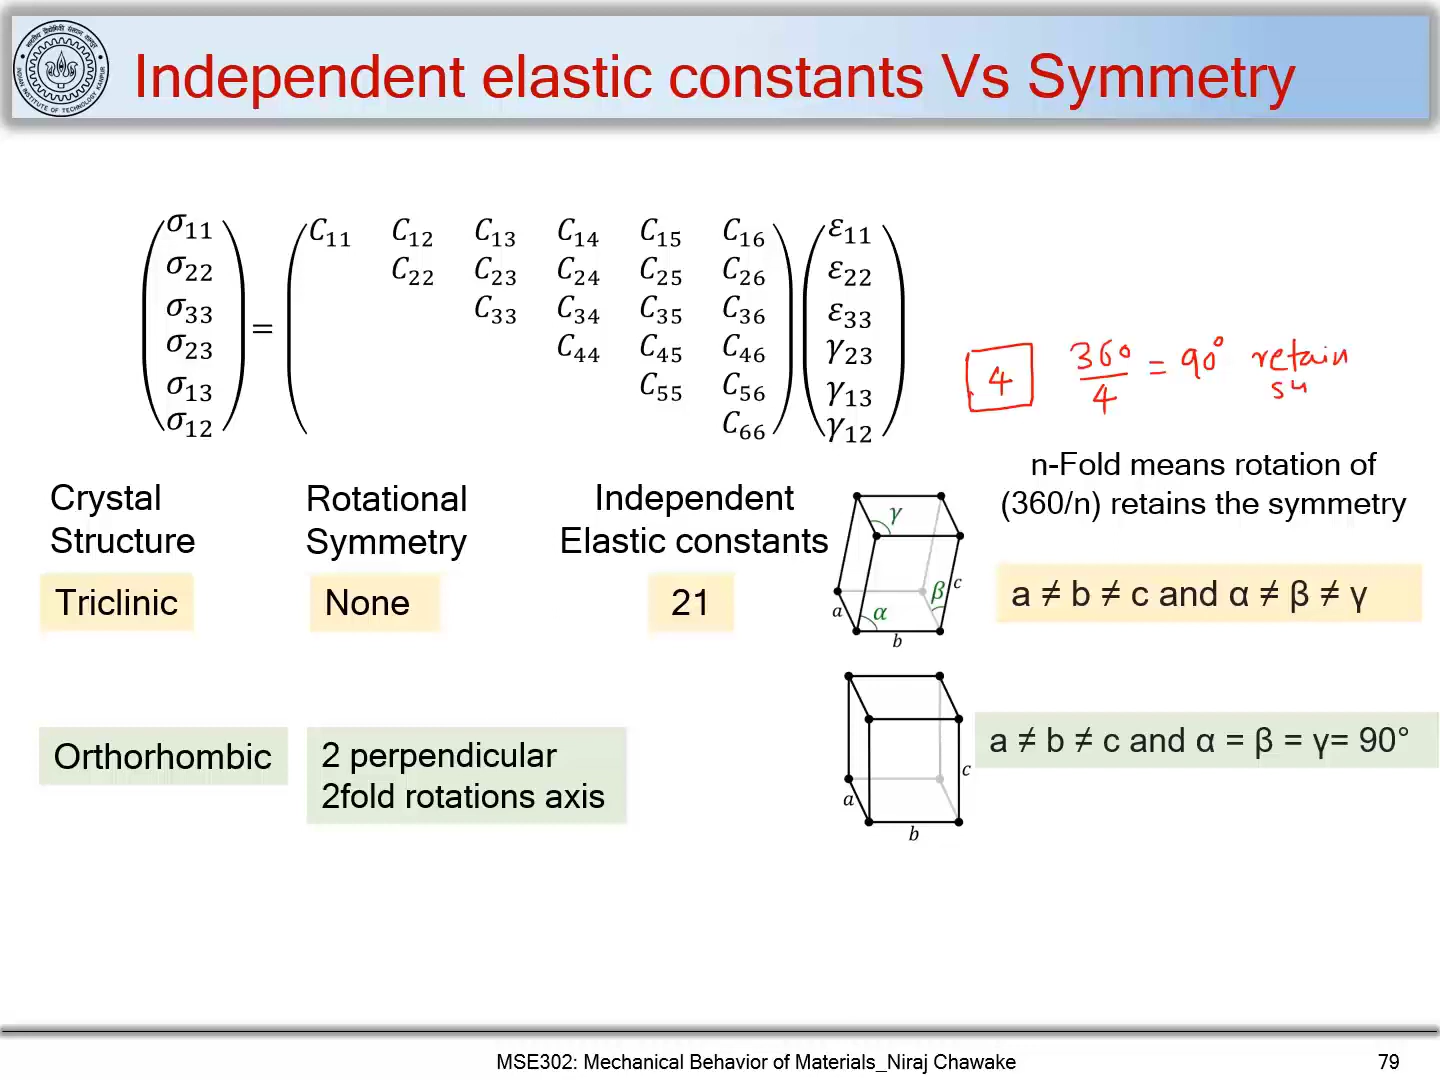 Independent elastic constants Vs Symmetry
σ11 σ22 σ33 σ23 σ13 σ12
=
C11 C12 C13 C14 C15 C16
C22 C23 C24 C25 C26
C33 C34 C35 C36
C44 C45 C46
C55 C56
C66
ε11 ε22 ε33 γ23 γ13 γ12
4 360/4 = 90° retain
sy
n-Fold means rotation of
(360/n) retains the symmetry
Crystal
Structure
Rotational
Symmetry
Independent
Elastic constants
Triclinic
None
21
γ
β
c
a
α
b
a ≠ b ≠ c and α ≠ β ≠ γ
Orthorhombic
2 perpendicular
2fold rotations axis
c
a
b
a ≠ b ≠ c and α = β = γ= 90°
MSE302: Mechanical Behavior of Materials_Niraj Chawake
79